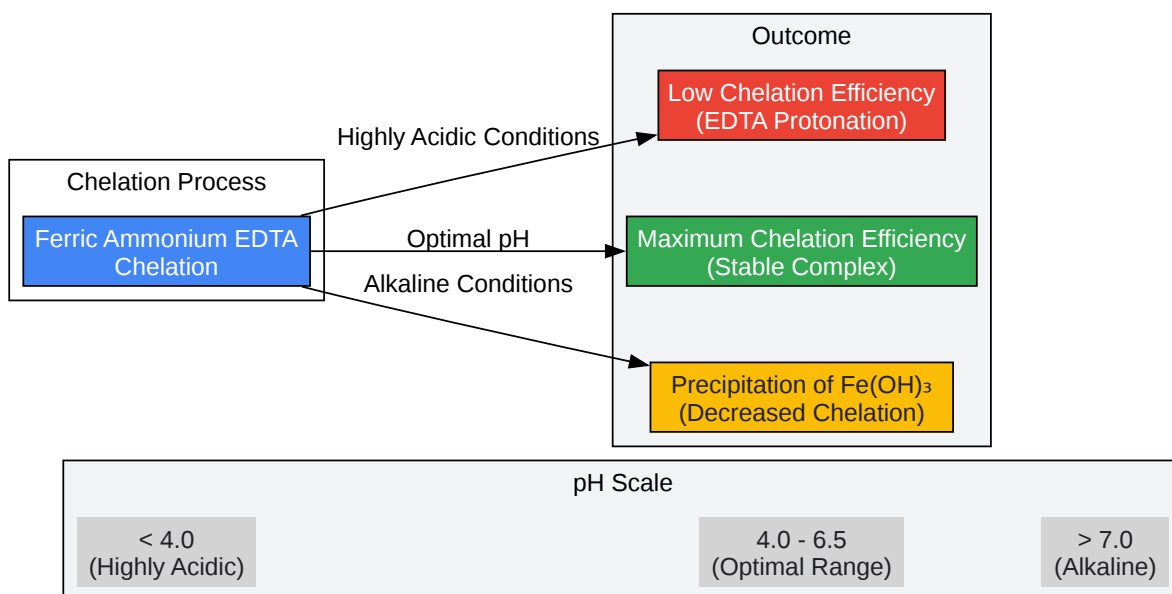 Outcome
Low Chelation Efficiency
(EDTA Protonation)
Highly Acidic Conditions
Chelation Process
Ferric Ammonium EDTA
Chelation
Optimal pH
Maximum Chelation Efficiency
(Stable Complex)
Alkaline Conditions
Precipitation of Fe(OH)₃
(Decreased Chelation)
pH Scale
< 4.0
(Highly Acidic)
4.0 - 6.5
(Optimal Range)
> 7.0
(Alkaline)